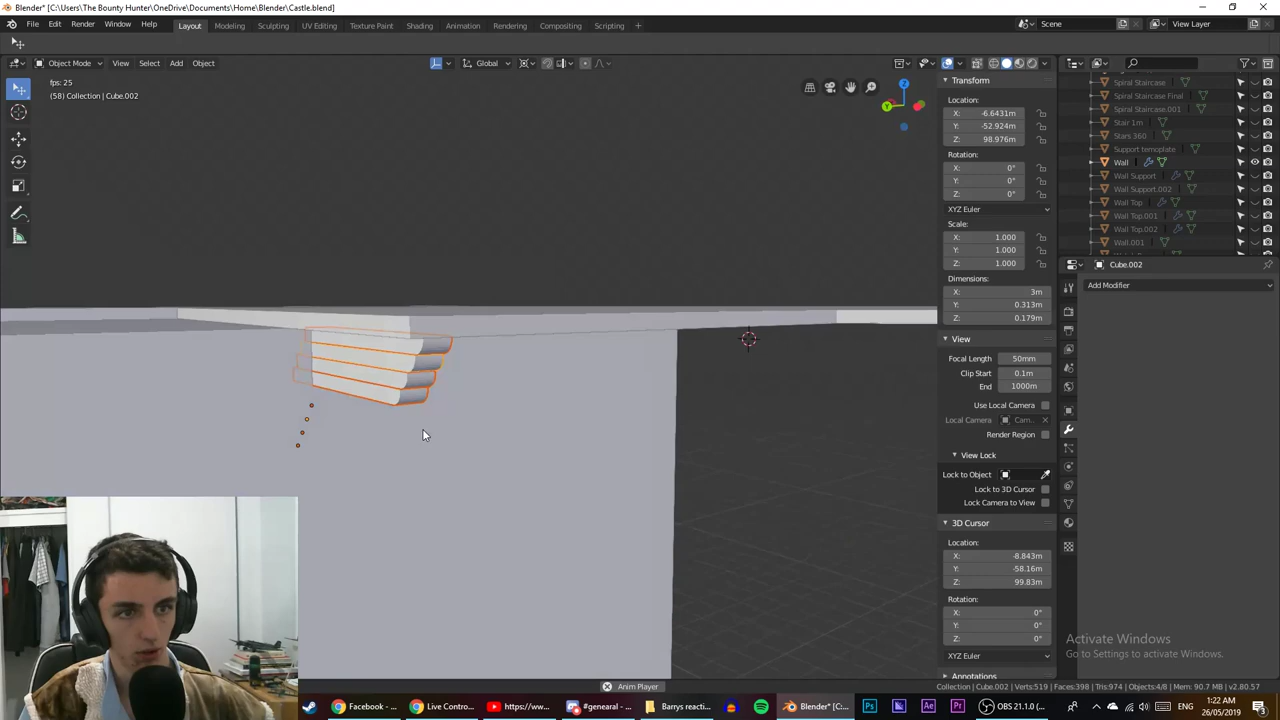 Blender* [C:\Users\The Bounty Hunter\OneDrive\Documents\Home\Blender\Castle.blend]
File Edit Render Window Help Layout Modeling Sculpting UV Editing Texture Paint Shading Animation Rendering Compositing Scripting + Scene View Layer
Object Mode View Select Add Object Global
fps: 25
(58) Collection | Cube.002
Transform
Location:
X: -6.6431m
Y: -52.924m
Z: 98.976m
Rotation:
X: 0°
Y: 0°
Z: 0°
XYZ Euler
Scale:
X: 1.000
Y: 1.000
Z: 1.000
Dimensions:
X: 3m
Y: 0.313m
Z: 0.179m
View
Focal Length 50mm
Clip Start 0.1m
End 1000m
Use Local Camera
Local Camera Cam...
Render Region
View Lock
Lock to Object
Lock to 3D Cursor
Lock Camera to View
3D Cursor
Location:
X: -8.843m
Y: -58.16m
Z: 99.83m
Rotation:
X: 0°
Y: 0°
Z: 0°
XYZ Euler
Annotations
Spiral Staircase
Spiral Staircase Final
Spiral Staircase.001
Stair 1m
Stars 360
Support temoplate
Wall
Wall Support
Wall Support.002
Wall Top
Wall Top.001
Wall Top.002
Wall.001
Cube.002
Add Modifier
Activate Windows
Go to Settings to activate Windows.
Anim Player
Collection | Cube.002 | Verts:519 | Faces:398 | Tris:974 | Objects:4/8 | Mem: 90.7 MB | v2.80.57
Facebook - ... Live Contro... https://ww... #genearal - ... Barrys reacti... Blender* [C:... Ps Ae Pr OBS 21.1.0 (... 1:22 AM
26/05/2019